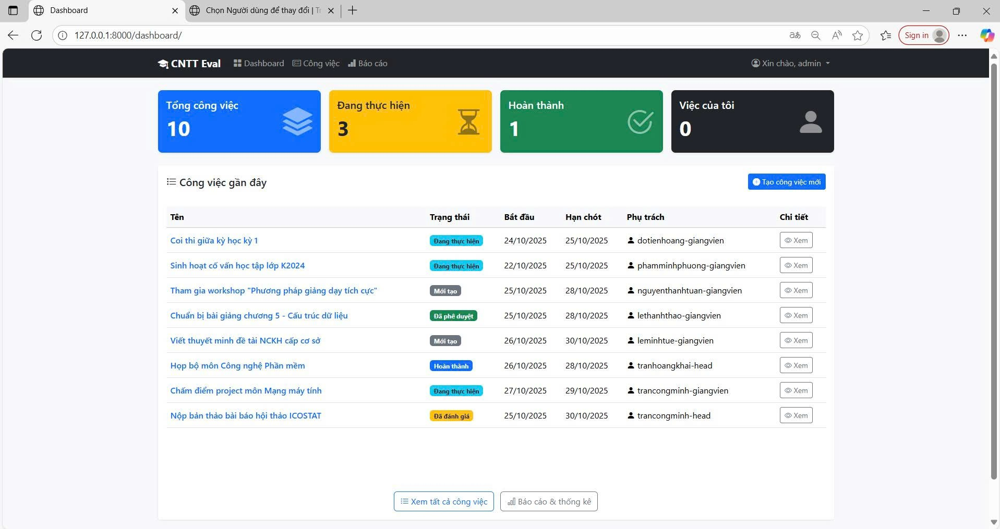 Dashboard
Chọn Người dùng để thay đổi | Tr
127.0.0.1:8000/dashboard/
Sign in
CNTT Eval
Dashboard
Công việc
Báo cáo
Xin chào, admin
Tổng công việc
10
Đang thực hiện
3
Hoàn thành
1
Việc của tôi
0
Công việc gần đây
Tạo công việc mới
Tên Trạng thái Bắt đầu Hạn chót Phụ trách Chi tiết
Coi thi giữa kỳ học kỳ 1 Đang thực hiện 24/10/2025 25/10/2025 dotienhoang-giangvien Xem
Sinh hoạt cố vấn học tập lớp K2024 Đang thực hiện 22/10/2025 25/10/2025 phamminhphuong-giangvien Xem
Tham gia workshop "Phương pháp giảng dạy tích cực" Mới tạo 25/10/2025 28/10/2025 nguyenthanhtuan-giangvien Xem
Chuẩn bị bài giảng chương 5 - Cấu trúc dữ liệu Đã phê duyệt 25/10/2025 28/10/2025 lethanhthao-giangvien Xem
Viết thuyết minh đề tài NCKH cấp cơ sở Mới tạo 26/10/2025 30/10/2025 leminhtue-giangvien Xem
Họp bộ môn Công nghệ Phần mềm Hoàn thành 26/10/2025 28/10/2025 tranhoangkhai-head Xem
Chấm điểm project môn Mạng máy tính Đang thực hiện 27/10/2025 29/10/2025 trancongminh-giangvien Xem
Nộp bản thảo bài báo hội thảo ICOSTAT Đã đánh giá 25/10/2025 30/10/2025 trancongminh-head Xem
Xem tất cả công việc
Báo cáo & thống kê